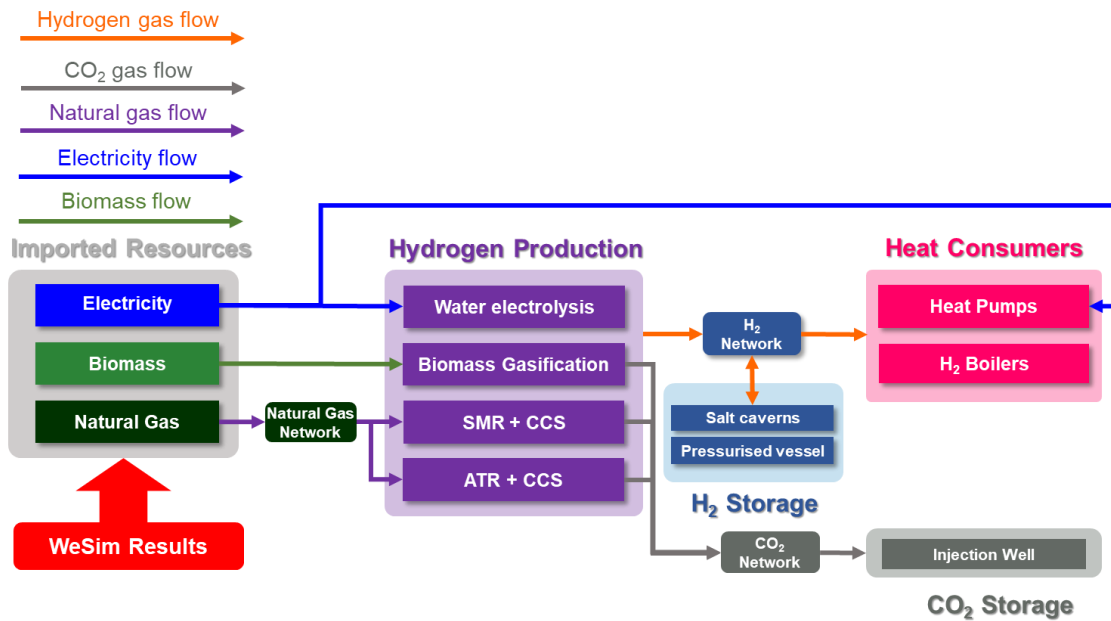 Hydrogen gas flow
CO₂ gas flow
Natural gas flow
Electricity flow
Biomass flow
Imported Resources
Electricity
Biomass
Natural Gas
WeSim Results
Natural Gas
Network
Hydrogen Production
Water electrolysis
Biomass Gasification
SMR + CCS
ATR + CCS
H₂
Network
Salt caverns
Pressurised vessel
H₂ Storage
Heat Consumers
Heat Pumps
H₂ Boilers
CO₂
Network
Injection Well
CO₂ Storage